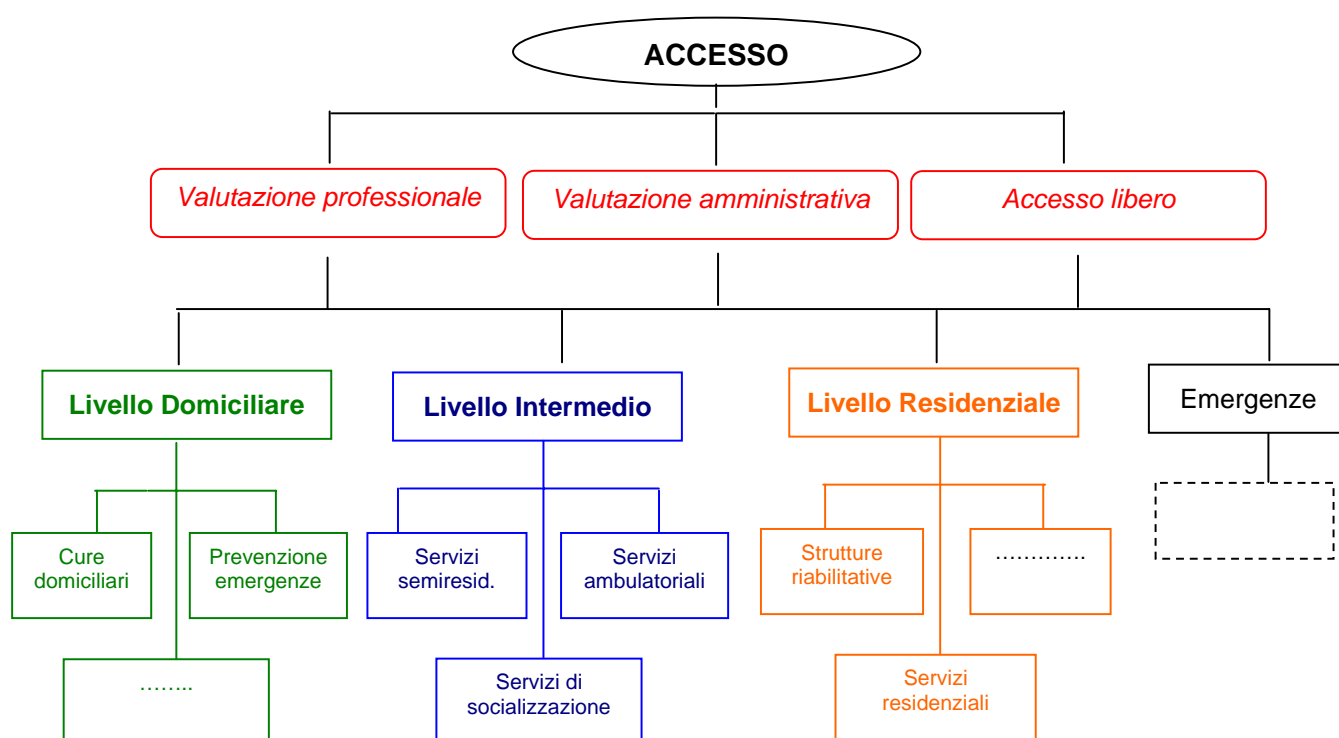 ACCESSO
Valutazione professionale
Valutazione amministrativa
Accesso libero
Livello Domiciliare
Livello Intermedio
Livello Residenziale
Emergenze
Cure
domiciliari
Prevenzione
emergenze
Servizi
semiresid.
Servizi
ambulatoriali
Strutture
riabilitative
………….
……..
Servizi di
socializzazione
Servizi
residenziali